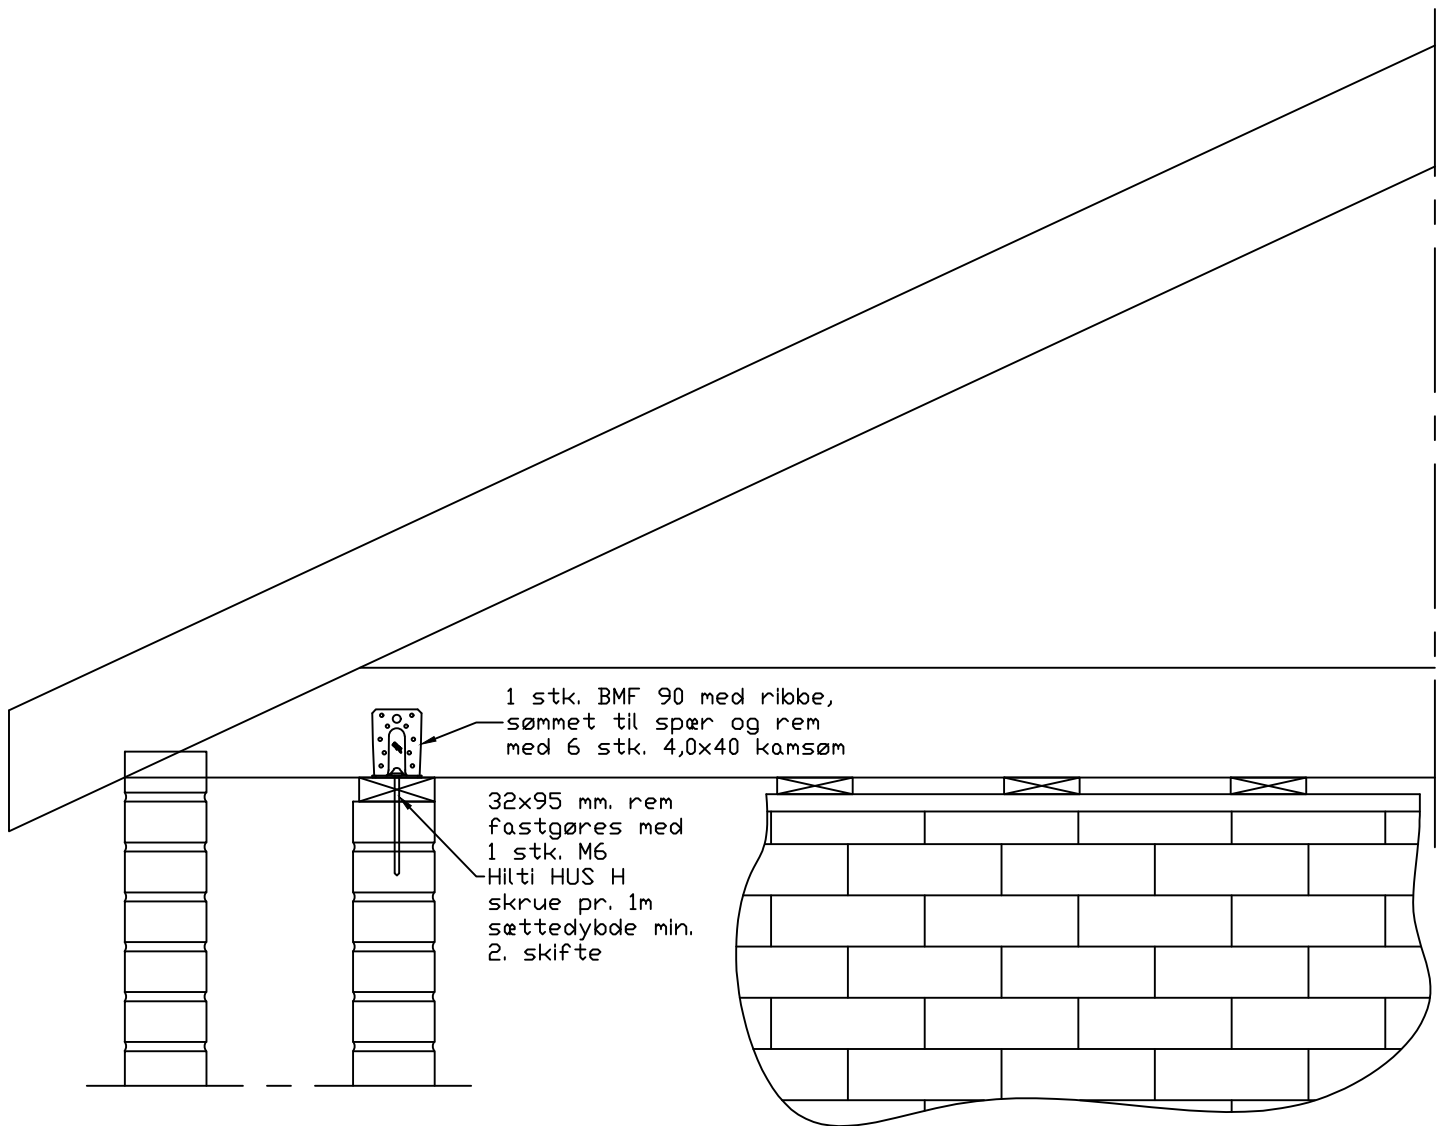 1 stk. BMF 90 med ribbe,
sømmet til spær og rem
med 6 stk. 4,0x40 kamsøm
32x95 mm. rem
fastgøres med
1 stk. M6
Hilti HUS H
skrue pr. 1m
sættedybde min.
2. skifte